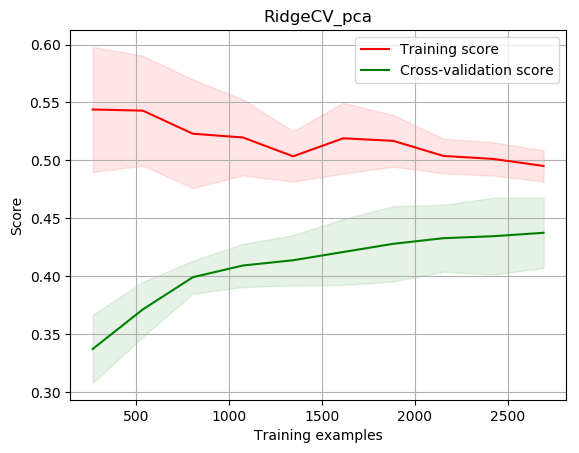 RidgeCV_pca
Training score
Cross-validation score
Score
0.60
0.55
0.50
0.45
0.40
0.35
0.30
500
1000
1500
2000
2500
Training examples